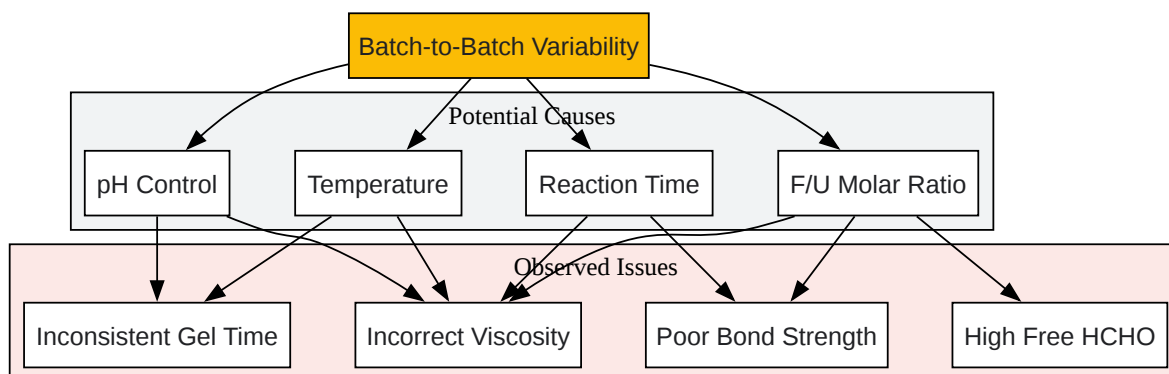 Batch-to-Batch Variability
Potential Causes
pH Control
Temperature
Reaction Time
F/U Molar Ratio
Observed Issues
Inconsistent Gel Time
Incorrect Viscosity
Poor Bond Strength
High Free HCHO